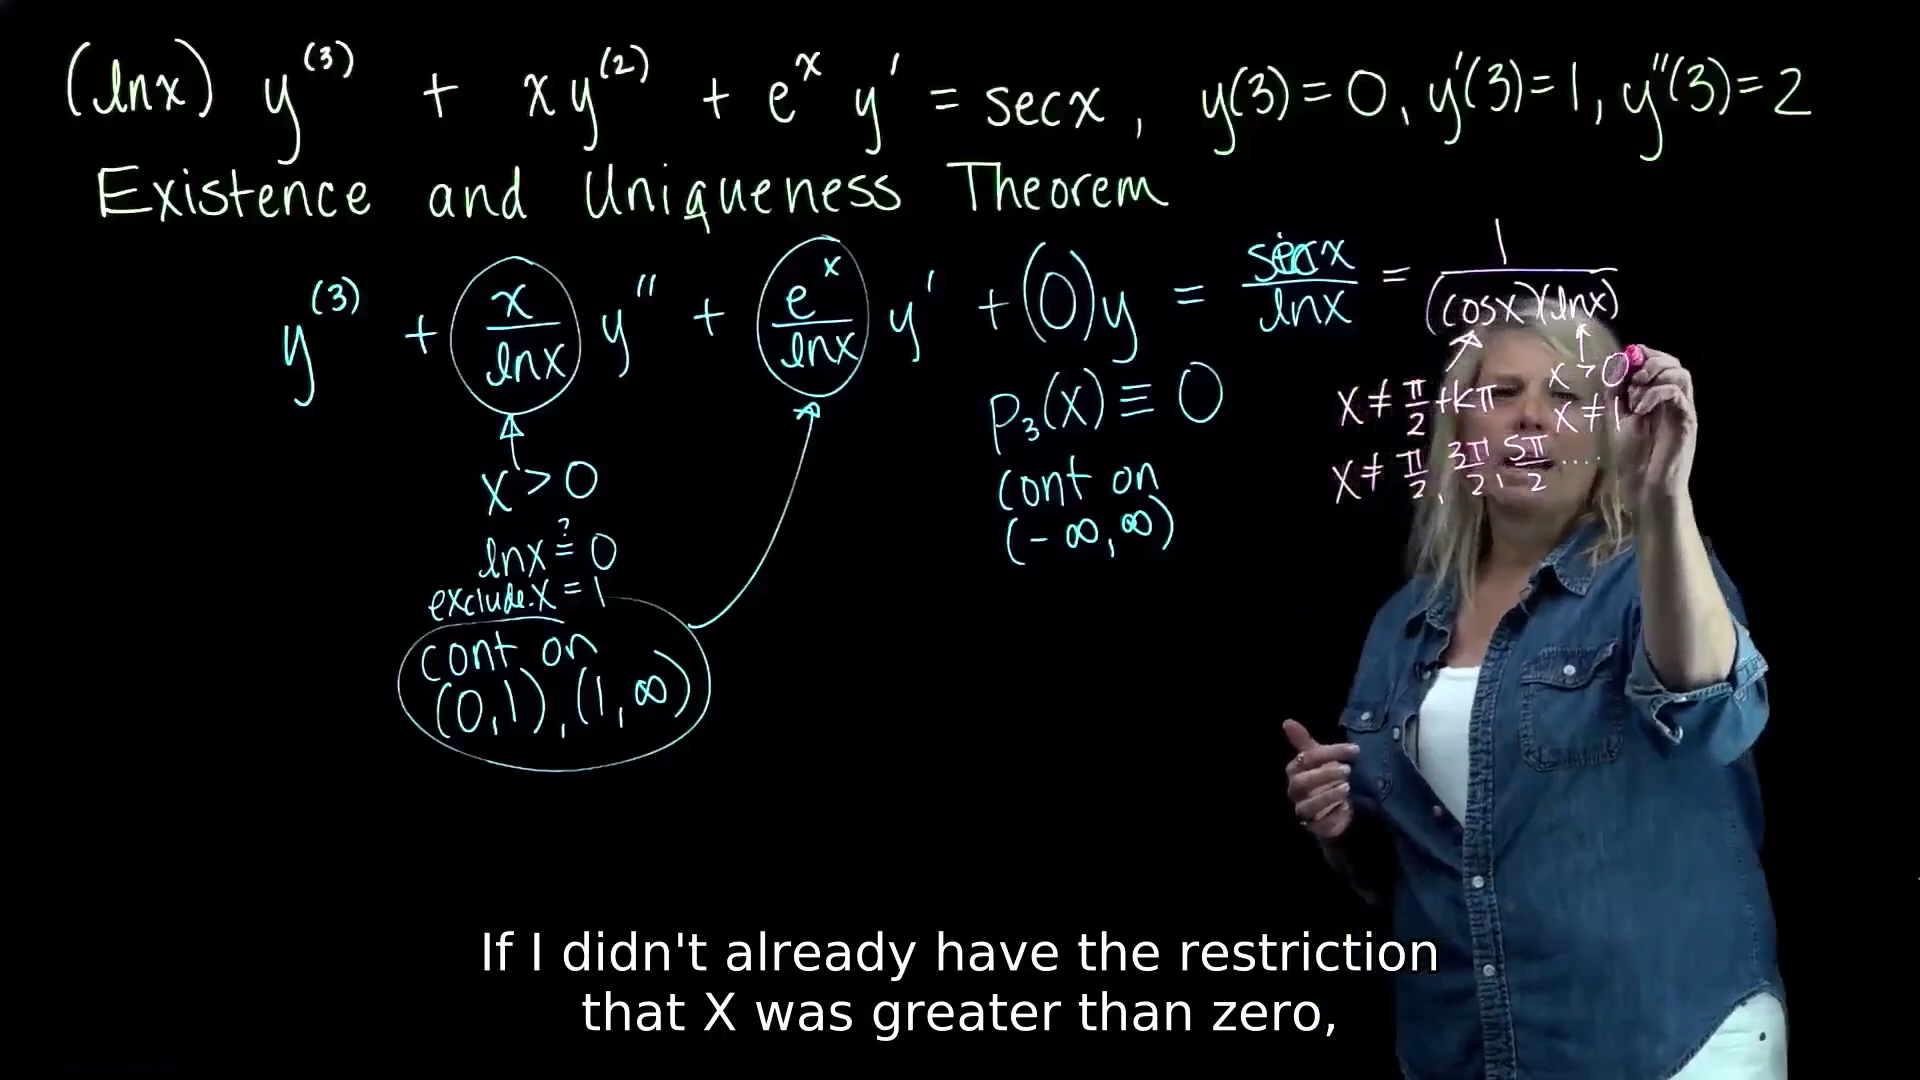 (lnx) y⁽³⁾ + xy⁽²⁾ + eˣ y' = secx, y(3)=0, y'(3)=1, y''(3)=2
Existence and Uniqueness Theorem
y⁽³⁾ + x/lnx y'' + eˣ/lnx y' + (0)y = secx/lnx = 1/(cosx)(lnx)
x > 0
lnx ≟ 0
exclude x = 1
cont on
(0,1), (1,∞)
p₃(x) ≡ 0
cont on
(-∞,∞)
x ≠ π/2 + kπ
x ≠ π/2, 3π/2, 5π/2 ....
x > 0
x ≠ 1
If I didn't already have the restriction
that X was greater than zero,